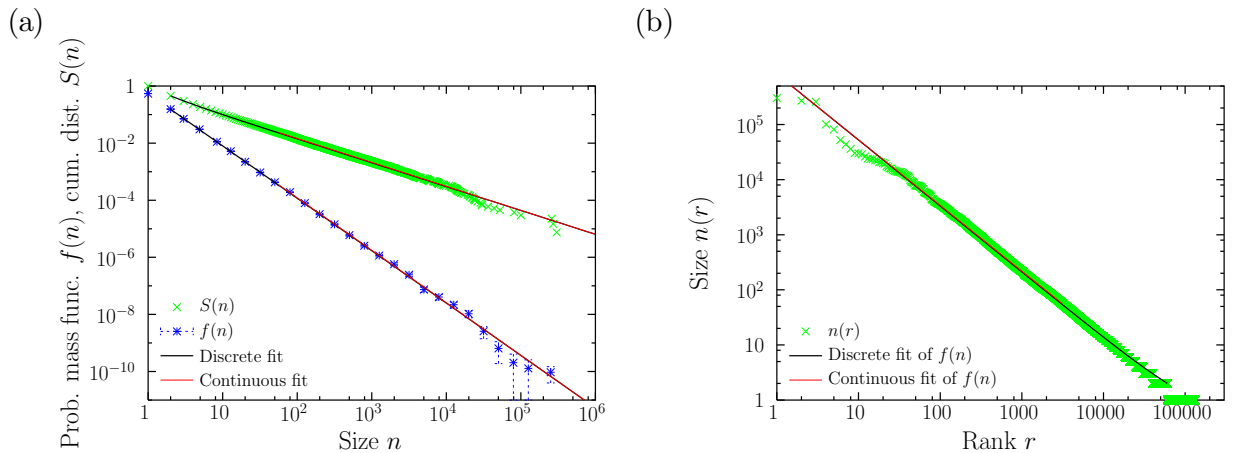 (a)
Prob. mass func. f(n), cum. dist. S(n)
1
10^-2
10^-4
10^-6
10^-8
10^-10
S(n)
f(n)
Discrete fit
Continuous fit
1 10 10^2 10^3 10^4 10^5 10^6
Size n
(b)
Size n(r)
10^5
10^4
10^3
10^2
10
1
n(r)
Discrete fit of f(n)
Continuous fit of f(n)
1 10 100 1000 10000 100000
Rank r